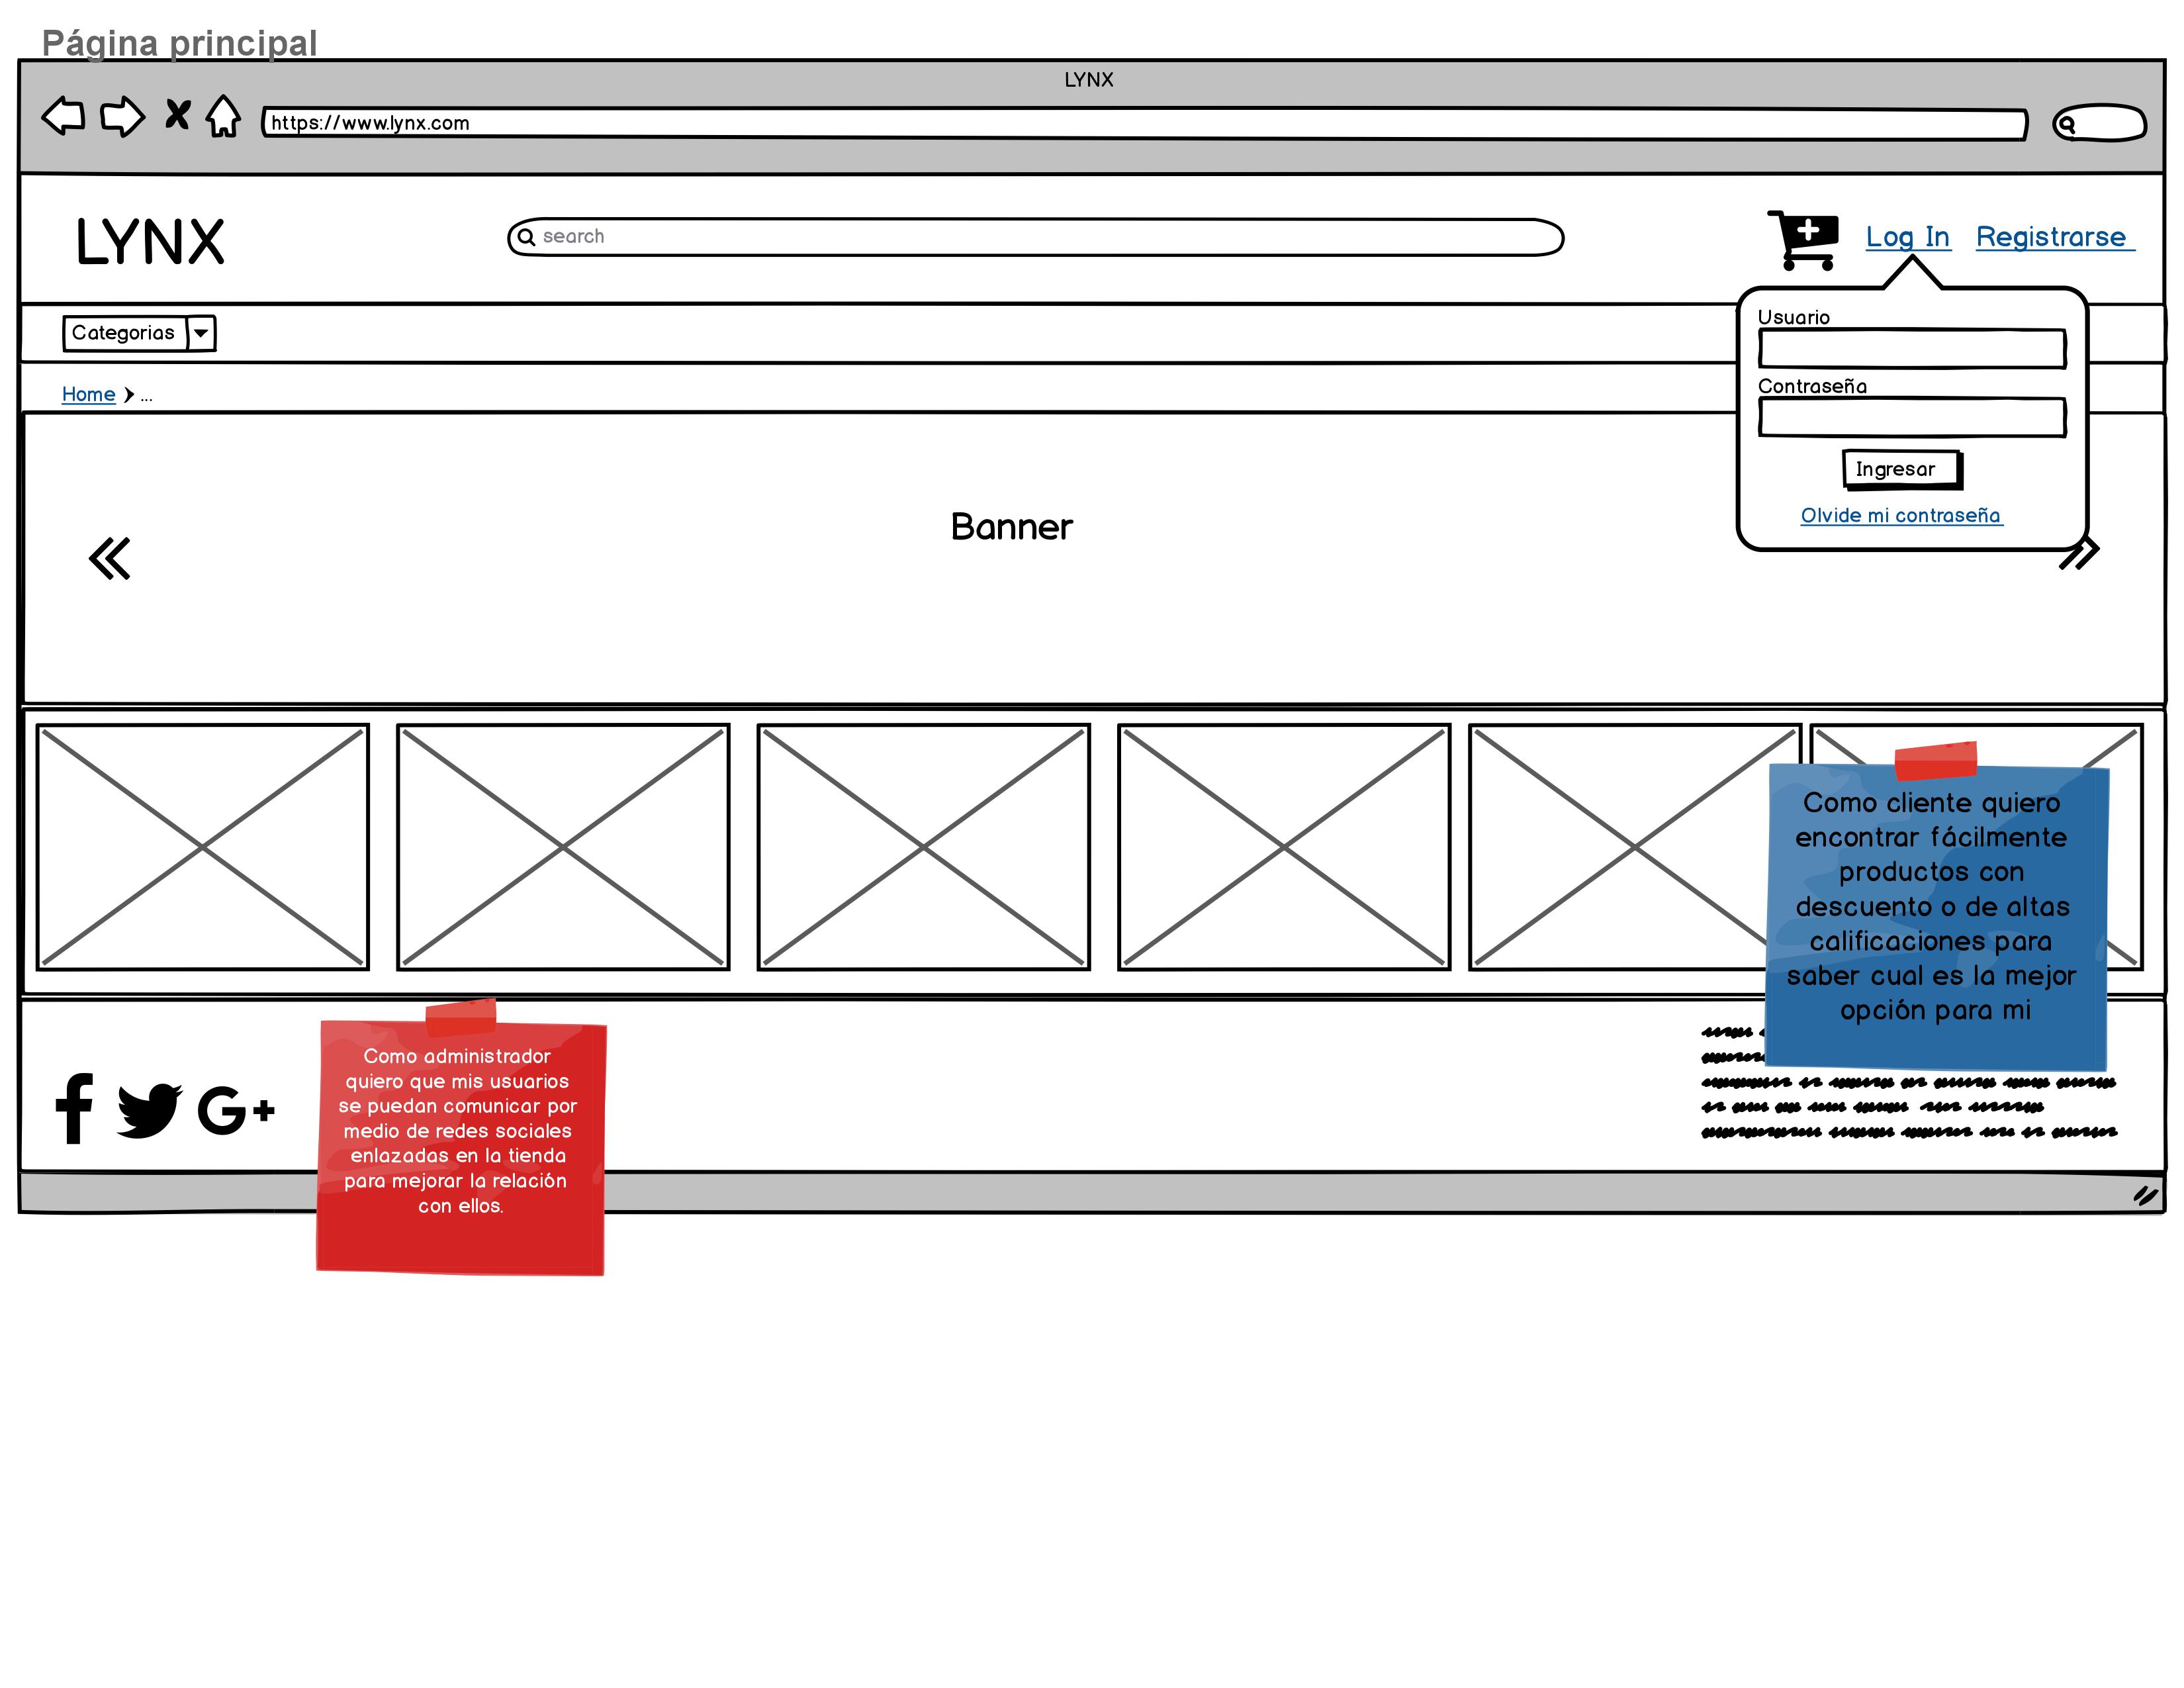 Página principal
LYNX
https://www.lynx.com
LYNX
search
Log In
Registrarse
Categorias
Usuario
Contraseña
Ingresar
Olvide mi contraseña
Home
...
Banner
Como cliente quiero
encontrar fácilmente
productos con
descuento o de altas
calificaciones para
saber cual es la mejor
opción para mi
Como administrador
quiero que mis usuarios
se puedan comunicar por
medio de redes sociales
enlazadas en la tienda
para mejorar la relación
con ellos.